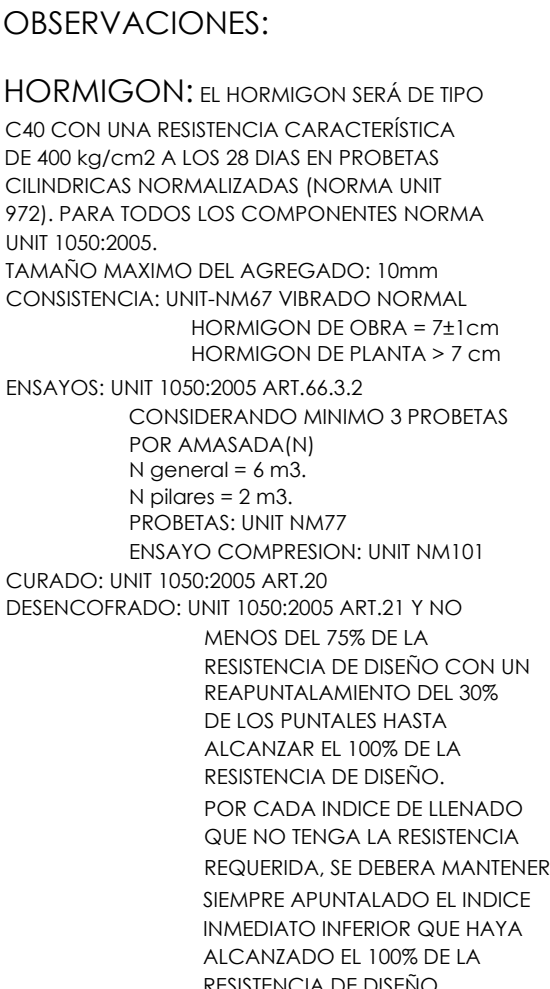 OBSERVACIONES:
HORMIGON: EL HORMIGON SERÁ DE TIPO
C40 CON UNA RESISTENCIA CARACTERÍSTICA
DE 400 kg/cm2 A LOS 28 DIAS EN PROBETAS
CILINDRICAS NORMALIZADAS (NORMA UNIT
972). PARA TODOS LOS COMPONENTES NORMA
UNIT 1050:2005.
TAMAÑO MAXIMO DEL AGREGADO: 10mm
CONSISTENCIA: UNIT-NM67 VIBRADO NORMAL
HORMIGON DE OBRA = 7±1cm
HORMIGON DE PLANTA > 7 cm
ENSAYOS: UNIT 1050:2005 ART.66.3.2
CONSIDERANDO MINIMO 3 PROBETAS
POR AMASADA(N)
N general = 6 m3.
N pilares = 2 m3.
PROBETAS: UNIT NM77
ENSAYO COMPRESION: UNIT NM101
CURADO: UNIT 1050:2005 ART.20
DESENCOFRADO: UNIT 1050:2005 ART.21 Y NO
MENOS DEL 75% DE LA
RESISTENCIA DE DISEÑO CON UN
REAPUNTALAMIENTO DEL 30%
DE LOS PUNTALES HASTA
ALCANZAR EL 100% DE LA
RESISTENCIA DE DISEÑO.
POR CADA INDICE DE LLENADO
QUE NO TENGA LA RESISTENCIA
REQUERIDA, SE DEBERA MANTENER
SIEMPRE APUNTALADO EL INDICE
INMEDIATO INFERIOR QUE HAYA
ALCANZADO EL 100% DE LA
RESISTENCIA DE DISEÑO